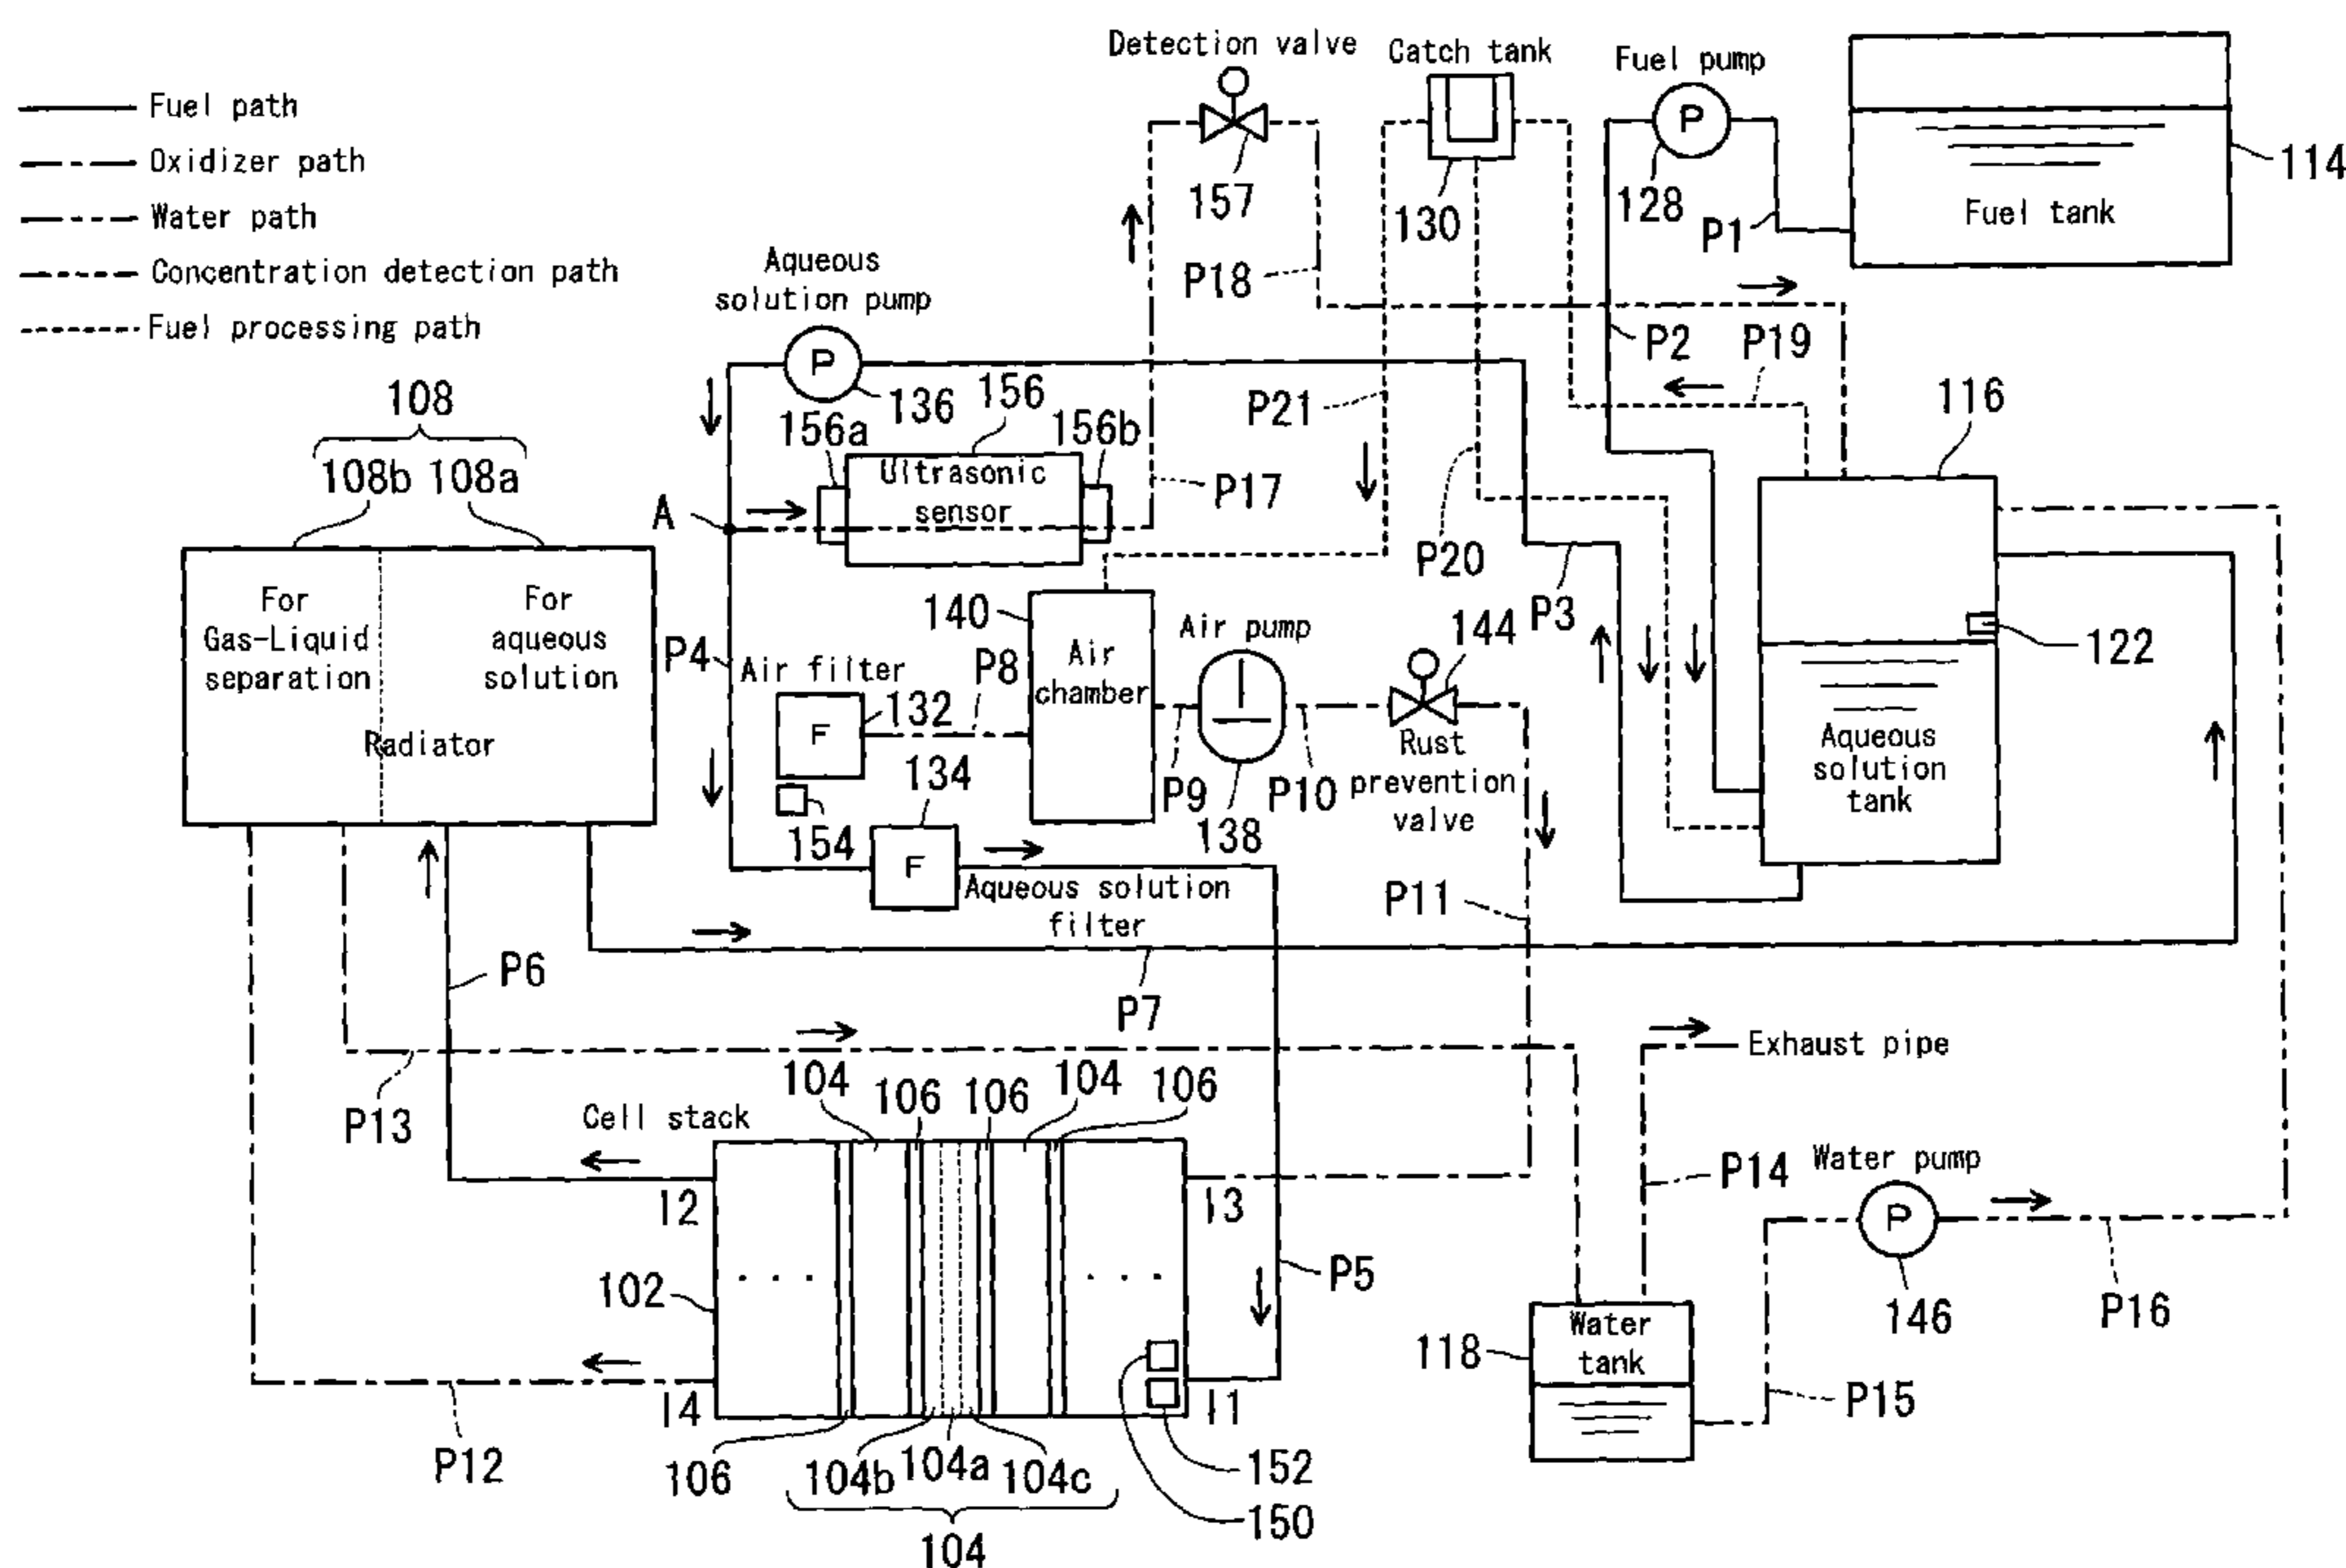 Fuel path
Oxidizer path
Water path
Concentration detection path
Fuel processing path
Detection valve
157
Catch tank
130
Fuel pump
P
128
P1
Fuel tank
114
P18
Aqueous
solution pump
P
136
P2
P19
108
108b
108a
156a
156
156b
Ultrasonic
sensor
P17
P21
P20
116
A
For
Gas-Liquid
separation
For
aqueous
solution
Radiator
P4
Air filter
F
132
154
P8
140
Air
chamber
Air pump
P9
138
P10
144
Rust
prevention
valve
P3
122
Aqueous
solution
tank
134
F
Aqueous solution
filter
P11
P6
P7
P13
Exhaust pipe
Cell stack
104
106
106
104
106
I2
I3
102
. . .
. . .
P5
P14
Water pump
P
146
P16
118
Water
tank
P15
I4
I1
P12
106
104b
104a
104c
152
150
104